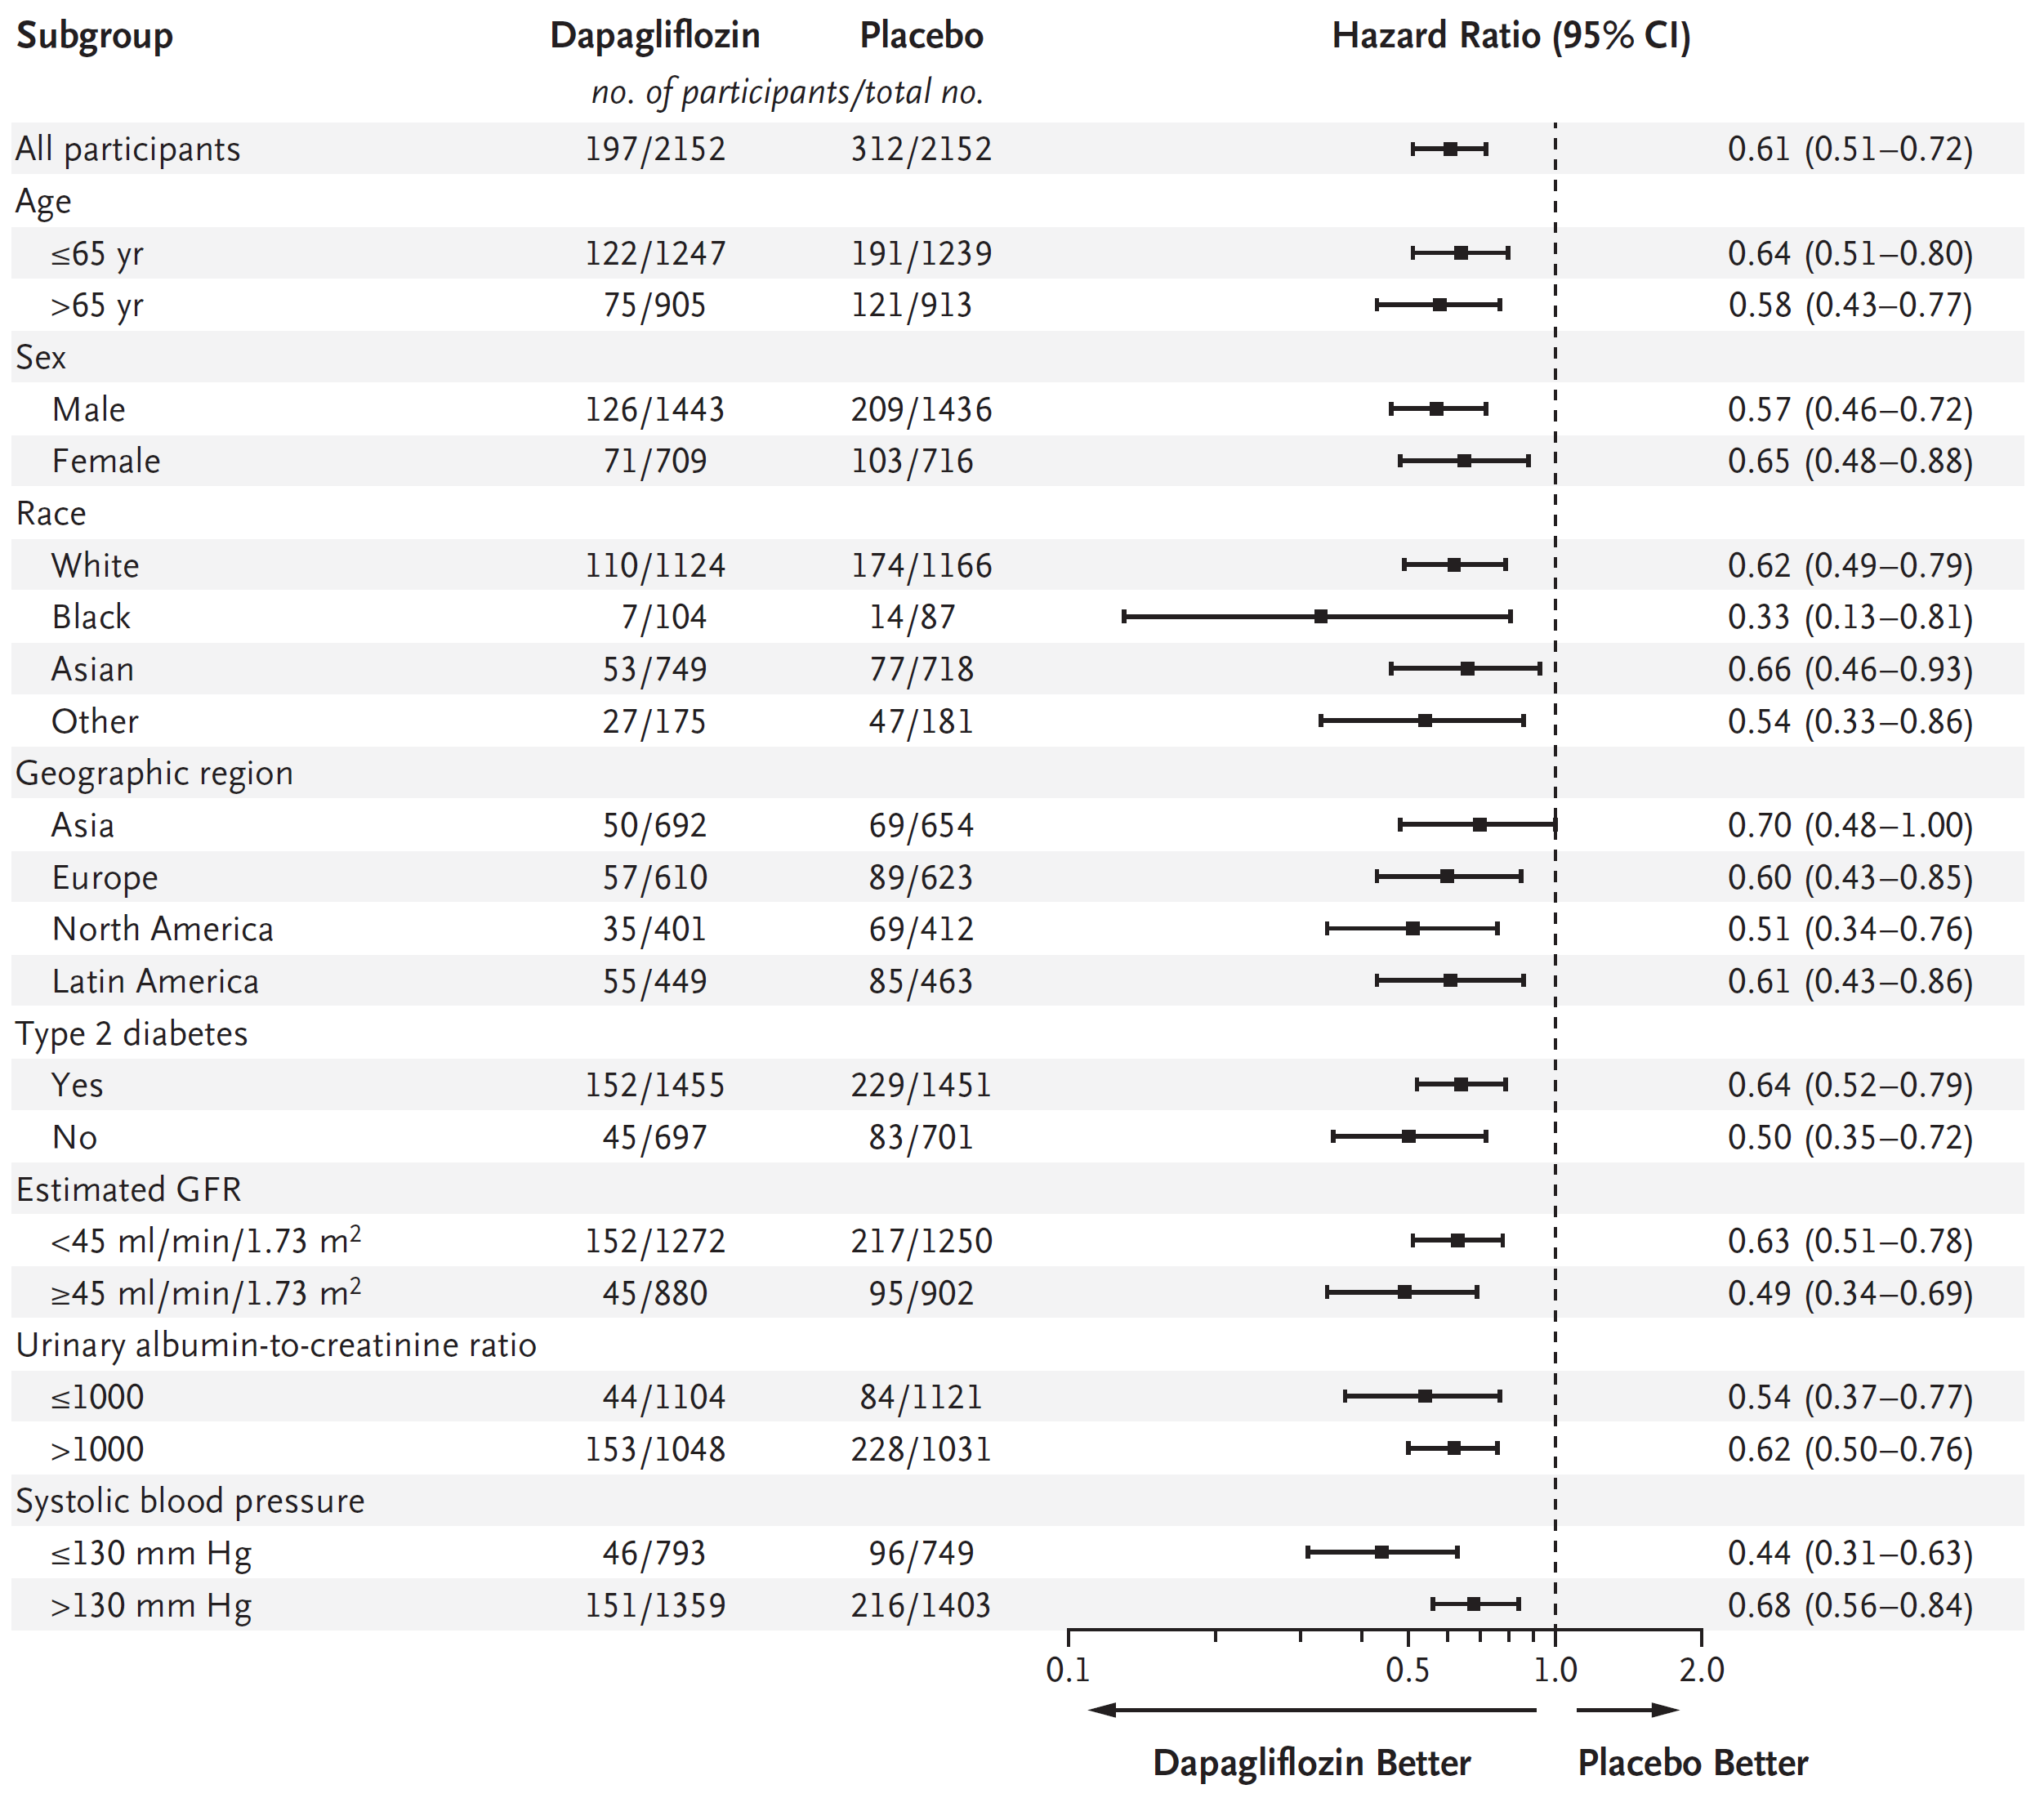 Subgroup Dapagliflozin Placebo Hazard Ratio (95% CI)
no. of participants/total no.
All participants 197/2152 312/2152 0.61 (0.51–0.72)
Age
≤65 yr 122/1247 191/1239 0.64 (0.51–0.80)
>65 yr 75/905 121/913 0.58 (0.43–0.77)
Sex
Male 126/1443 209/1436 0.57 (0.46–0.72)
Female 71/709 103/716 0.65 (0.48–0.88)
Race
White 110/1124 174/1166 0.62 (0.49–0.79)
Black 7/104 14/87 0.33 (0.13–0.81)
Asian 53/749 77/718 0.66 (0.46–0.93)
Other 27/175 47/181 0.54 (0.33–0.86)
Geographic region
Asia 50/692 69/654 0.70 (0.48–1.00)
Europe 57/610 89/623 0.60 (0.43–0.85)
North America 35/401 69/412 0.51 (0.34–0.76)
Latin America 55/449 85/463 0.61 (0.43–0.86)
Type 2 diabetes
Yes 152/1455 229/1451 0.64 (0.52–0.79)
No 45/697 83/701 0.50 (0.35–0.72)
Estimated GFR
<45 ml/min/1.73 m² 152/1272 217/1250 0.63 (0.51–0.78)
≥45 ml/min/1.73 m² 45/880 95/902 0.49 (0.34–0.69)
Urinary albumin-to-creatinine ratio
≤1000 44/1104 84/1121 0.54 (0.37–0.77)
>1000 153/1048 228/1031 0.62 (0.50–0.76)
Systolic blood pressure
≤130 mm Hg 46/793 96/749 0.44 (0.31–0.63)
>130 mm Hg 151/1359 216/1403 0.68 (0.56–0.84)
0.1 0.5 1.0 2.0
Dapagliflozin Better Placebo Better